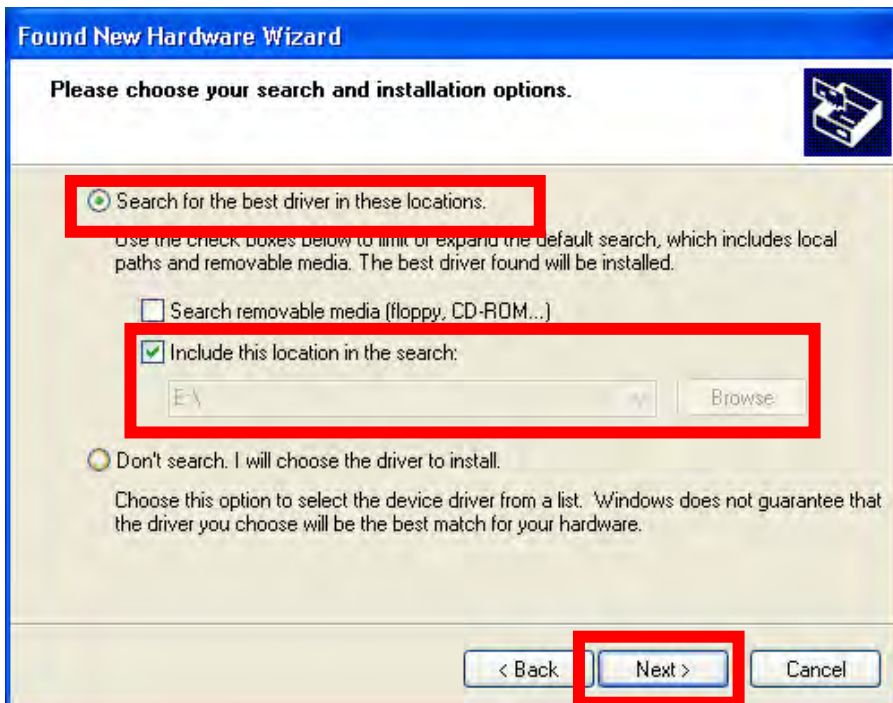 Found New Hardware Wizard
Please choose your search and installation options.
Search for the best driver in these locations.
Use the check boxes below to limit or expand the default search, which includes local
paths and removable media. The best driver found will be installed.
Search removable media (floppy, CD-ROM...)
Include this location in the search:
E:\
Browse
Don't search. I will choose the driver to install.
Choose this option to select the device driver from a list. Windows does not guarantee that
the driver you choose will be the best match for your hardware.
< Back
Next >
Cancel